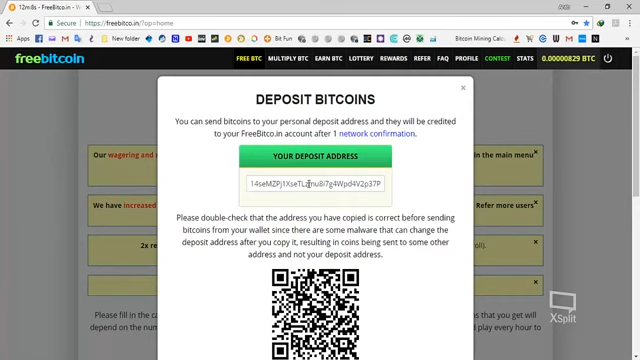 12m8s
Secure https://freebitco.in/?op=home
New folder
Bit Fun
Bitcoin Mining Calcu
freebitcoin FREE BTC MULTIPLY BTC EARN BTC LOTTERY REWARDS REFER FAQ PROFILE CONTEST STATS 0.00000829 BTC
DEPOSIT BITCOINS
You can send bitcoins to your personal deposit address and they will be credited
to your FreeBitco.in account after 1 network confirmation.
YOUR DEPOSIT ADDRESS
Our wagering and
in the main menu
We have increased
Refer more users
Please double-check that the address you have copied is correct before sending
bitcoins from your wallet since there are some malware that can change the
deposit address after you copy it, resulting in coins being sent to some other
address and not your deposit address.
2x re
roll).
Please fill in the ca
of bitcoins that you get will
depend on the num
d play every hour to
XSplit